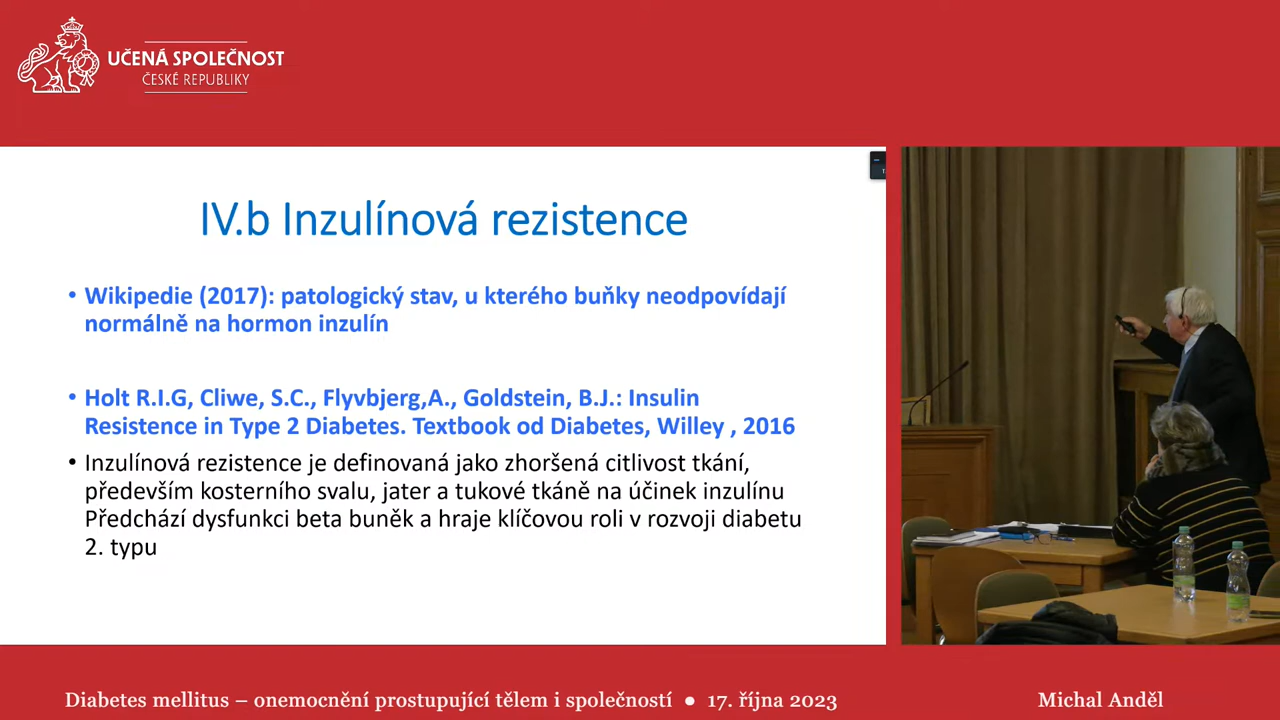 UČENÁ SPOLEČNOST
ČESKÉ REPUBLIKY
IV.b Inzulínová rezistence
• Wikipedie (2017): patologický stav, u kterého buňky neodpovídají
normálně na hormon inzulín
• Holt R.I.G, Cliwe, S.C., Flyvbjerg,A., Goldstein, B.J.: Insulin
Resistence in Type 2 Diabetes. Textbook od Diabetes, Willey , 2016
• Inzulínová rezistence je definovaná jako zhoršená citlivost tkání,
především kosterního svalu, jater a tukové tkáně na účinek inzulínu
Předchází dysfunkci beta buněk a hraje klíčovou roli v rozvoji diabetu
2. typu
Diabetes mellitus – onemocnění prostupující tělem i společností ● 17. října 2023
Michal Anděl